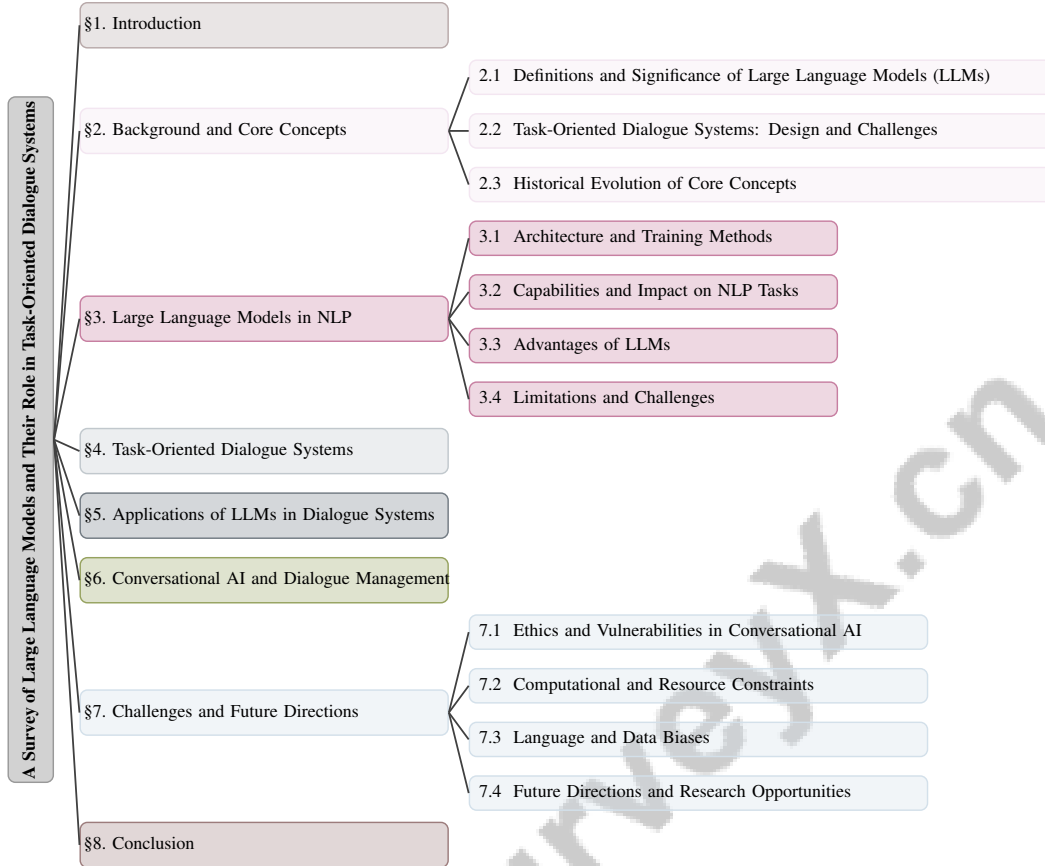 A Survey of Large Language Models and Their Role in Task-Oriented Dialogue Systems
§1. Introduction
§2. Background and Core Concepts
2.1 Definitions and Significance of Large Language Models (LLMs)
2.2 Task-Oriented Dialogue Systems: Design and Challenges
2.3 Historical Evolution of Core Concepts
§3. Large Language Models in NLP
3.1 Architecture and Training Methods
3.2 Capabilities and Impact on NLP Tasks
3.3 Advantages of LLMs
3.4 Limitations and Challenges
§4. Task-Oriented Dialogue Systems
§5. Applications of LLMs in Dialogue Systems
§6. Conversational AI and Dialogue Management
§7. Challenges and Future Directions
7.1 Ethics and Vulnerabilities in Conversational AI
7.2 Computational and Resource Constraints
7.3 Language and Data Biases
7.4 Future Directions and Research Opportunities
§8. Conclusion
urveyx.cn